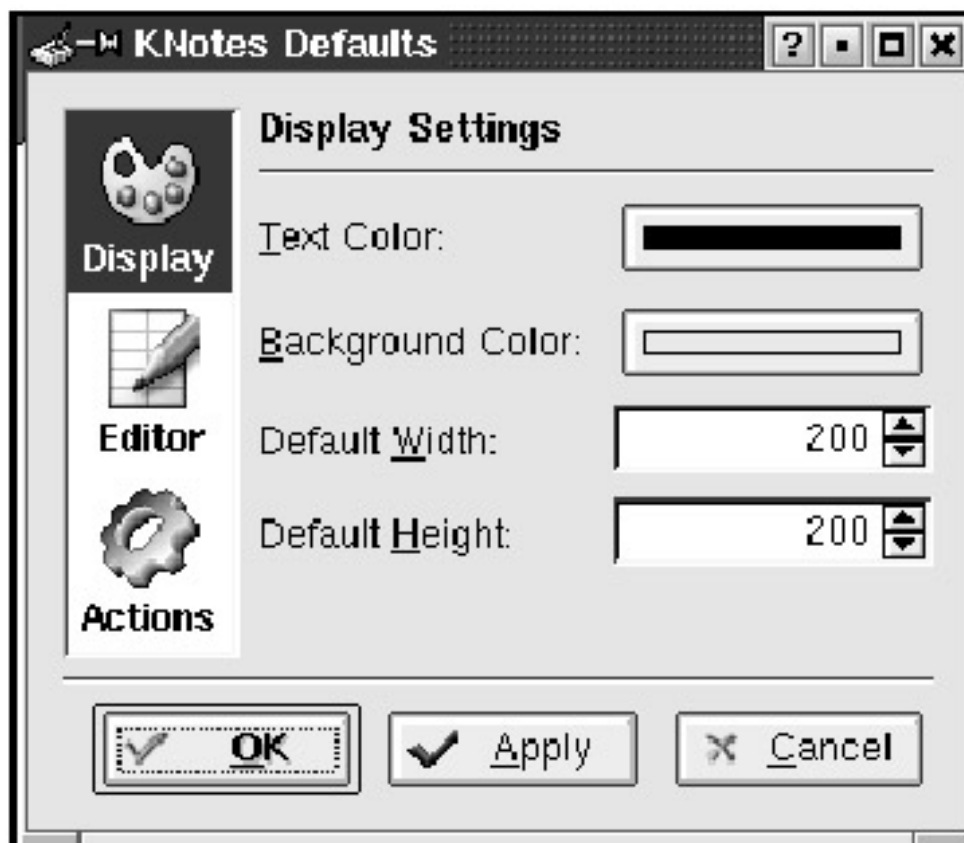 KNotes Defaults
Display Settings
Display
Editor
Actions
Text Color:
Background Color:
Default Width: 200
Default Height: 200
OK Apply Cancel